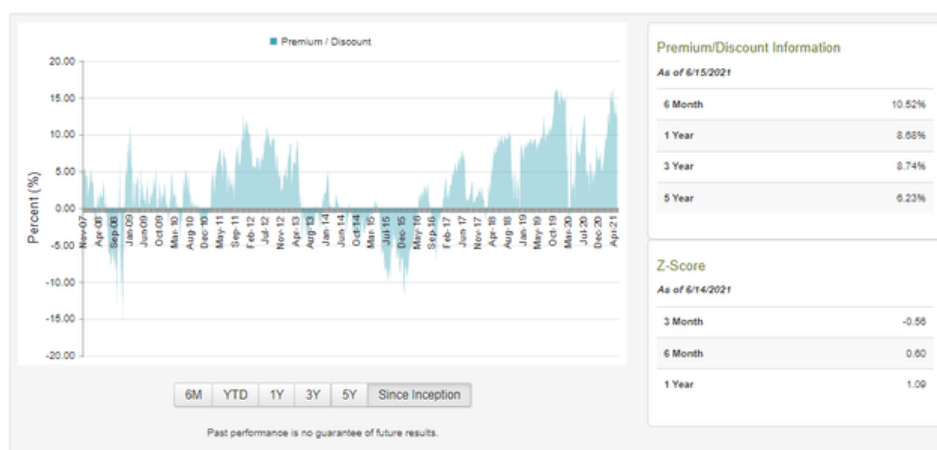 Premium / Discount
20.00
15.00
10.00
5.00
0.00
-5.00
-10.00
-15.00
-20.00
Percent (%)
Nov-07
Apr-08
Sep-08
Jan-09
Jun-09
Oct-09
Mar-10
Aug-10
Dec-10
May-11
Sep-11
Feb-12
Jul-12
Nov-12
Apr-13
Aug-13
Jan-14
Jun-14
Oct-14
Mar-15
Jul-15
Dec-15
May-16
Sep-16
Feb-17
Jun-17
Nov-17
Apr-18
Aug-18
Jan-19
May-19
Oct-19
Mar-20
Jul-20
Dec-20
Apr-21
6M YTD 1Y 3Y 5Y Since Inception
Past performance is no guarantee of future results.
Premium/Discount Information
As of 6/15/2021
6 Month 10.52%
1 Year 8.68%
3 Year 8.74%
5 Year 6.23%
Z-Score
As of 6/14/2021
3 Month -0.56
6 Month 0.60
1 Year 1.09